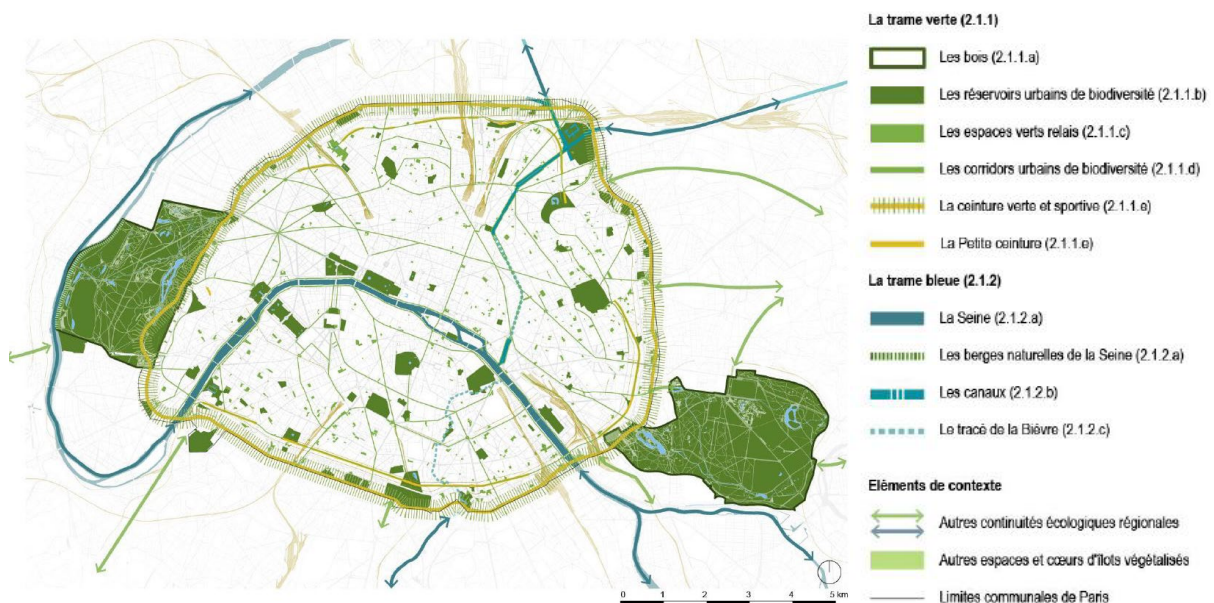 La trame verte (2.1.1)
Les bois (2.1.1.a)
Les réservoirs urbains de biodiversité (2.1.1.b)
Les espaces verts relais (2.1.1.c)
Les corridors urbains de biodiversité (2.1.1.d)
La ceinture verte et sportive (2.1.1.e)
La Petite ceinture (2.1.1.e)
La trame bleue (2.1.2)
La Seine (2.1.2.a)
Les berges naturelles de la Seine (2.1.2.a)
Les canaux (2.1.2.b)
Le tracé de la Bièvre (2.1.2.c)
Eléments de contexte
Autres continuités écologiques régionales
Autres espaces et cœurs d'îlots végétalisés
Limites communales de Paris
0 1 2 3 4 5 km